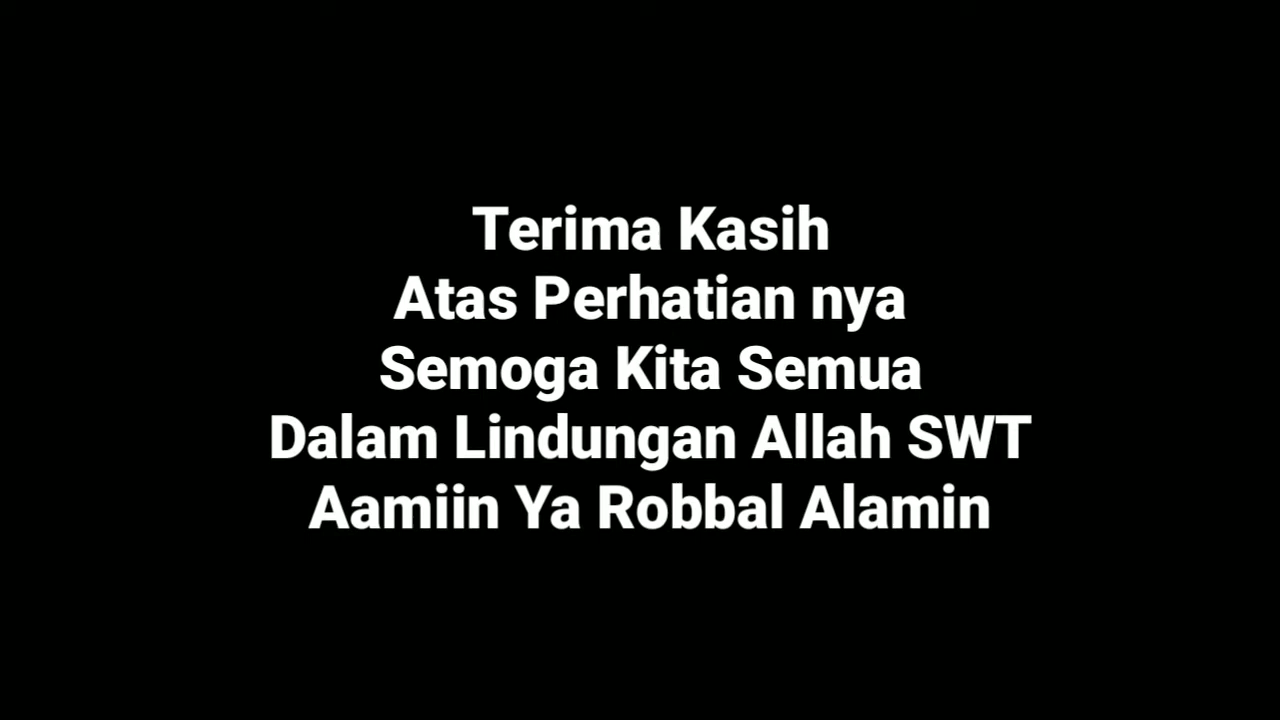 Terima Kasih
Atas Perhatian nya
Semoga Kita Semua
Dalam Lindungan Allah SWT
Aamiin Ya Robbal Alamin